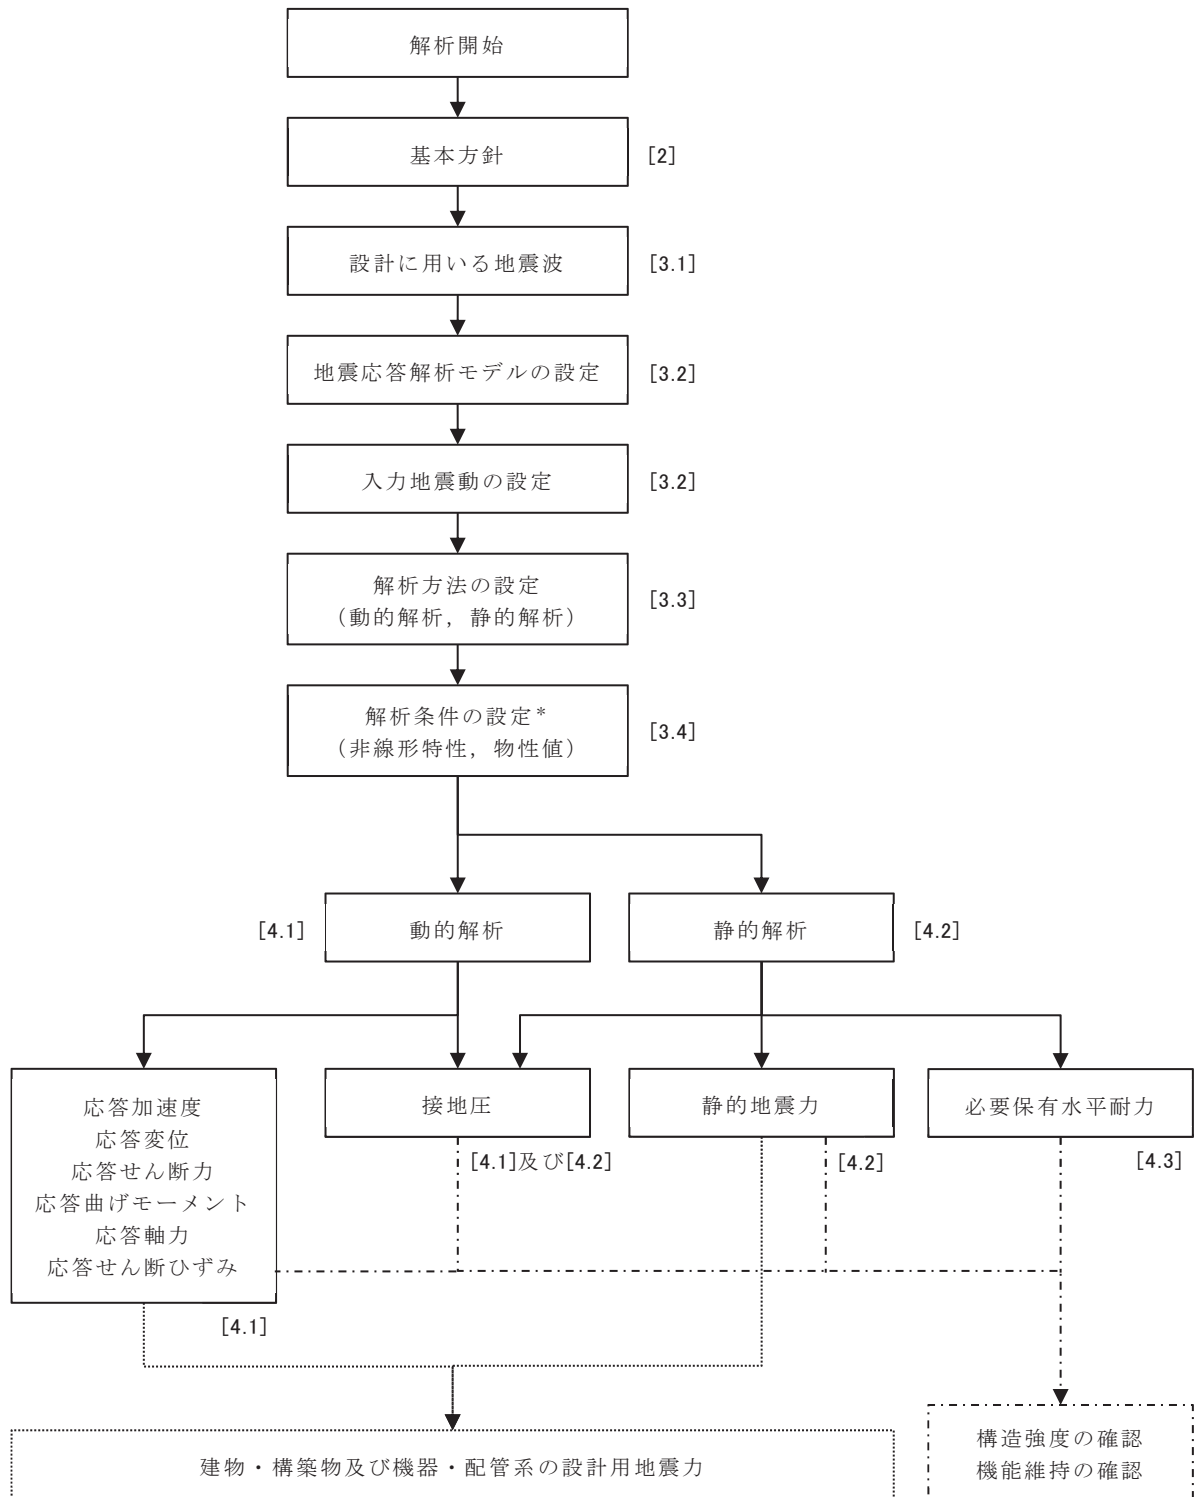 解析開始
基本方針
[2]
設計に用いる地震波
[3.1]
地震応答解析モデルの設定
[3.2]
入力地震動の設定
[3.2]
解析方法の設定
（動的解析，静的解析）
[3.3]
解析条件の設定*
（非線形特性，物性値）
[3.4]
[4.1]
動的解析
静的解析
[4.2]
応答加速度
応答変位
応答せん断力
応答曲げモーメント
応答軸力
応答せん断ひずみ
[4.1]
接地圧
[4.1]及び[4.2]
静的地震力
[4.2]
必要保有水平耐力
[4.3]
建物・構築物及び機器・配管系の設計用地震力
構造強度の確認
機能維持の確認